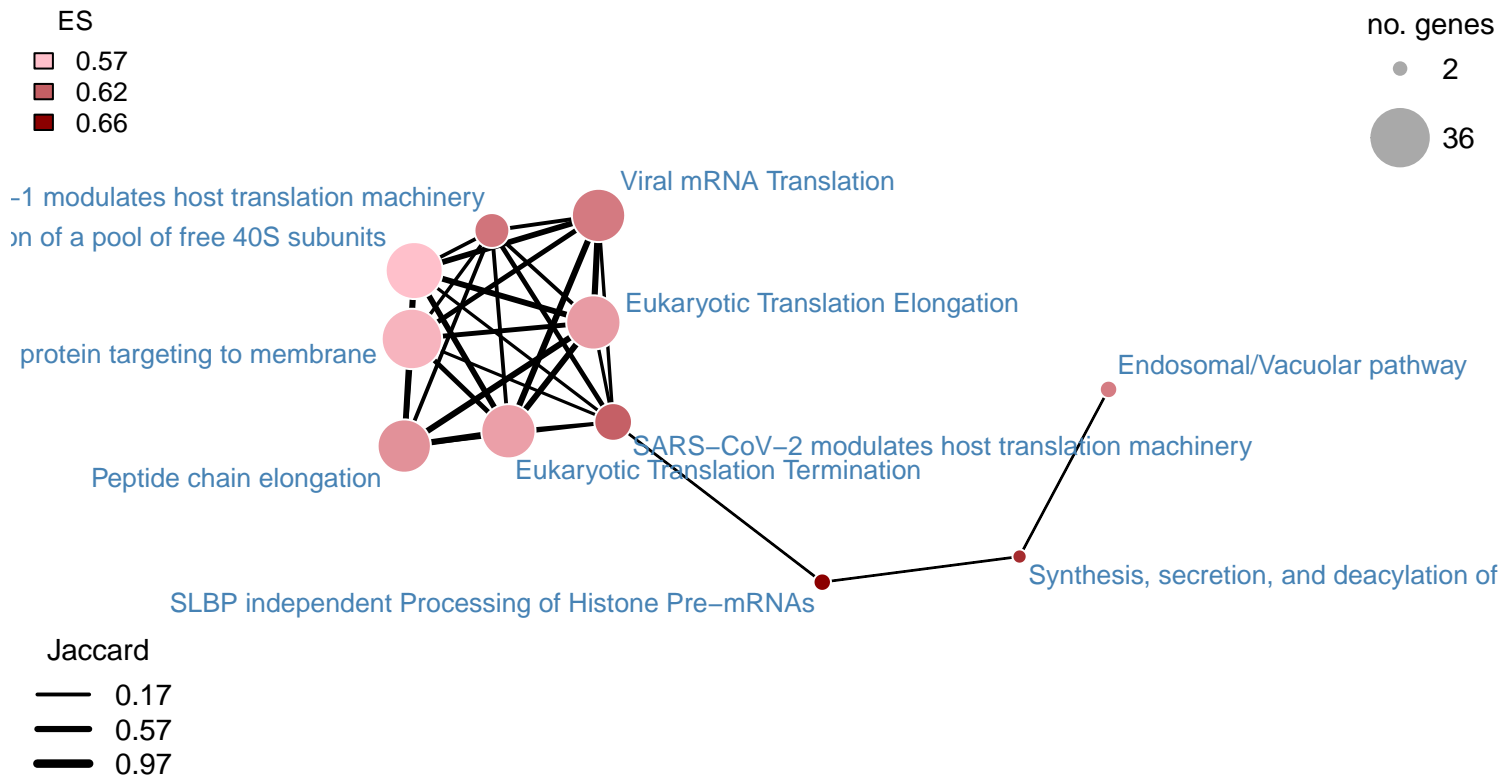 ES
0.57
0.62
0.66
no. genes
2
36
Viral mRNA Translation
−1 modulates host translation machinery
on of a pool of free 40S subunits
Eukaryotic Translation Elongation
protein targeting to membrane
Endosomal/Vacuolar pathway
SARS−CoV−2 modulates host translation machinery
Eukaryotic Translation Termination
Peptide chain elongation
Synthesis, secretion, and deacylation of
SLBP independent Processing of Histone Pre−mRNAs
Jaccard
0.17
0.57
0.97